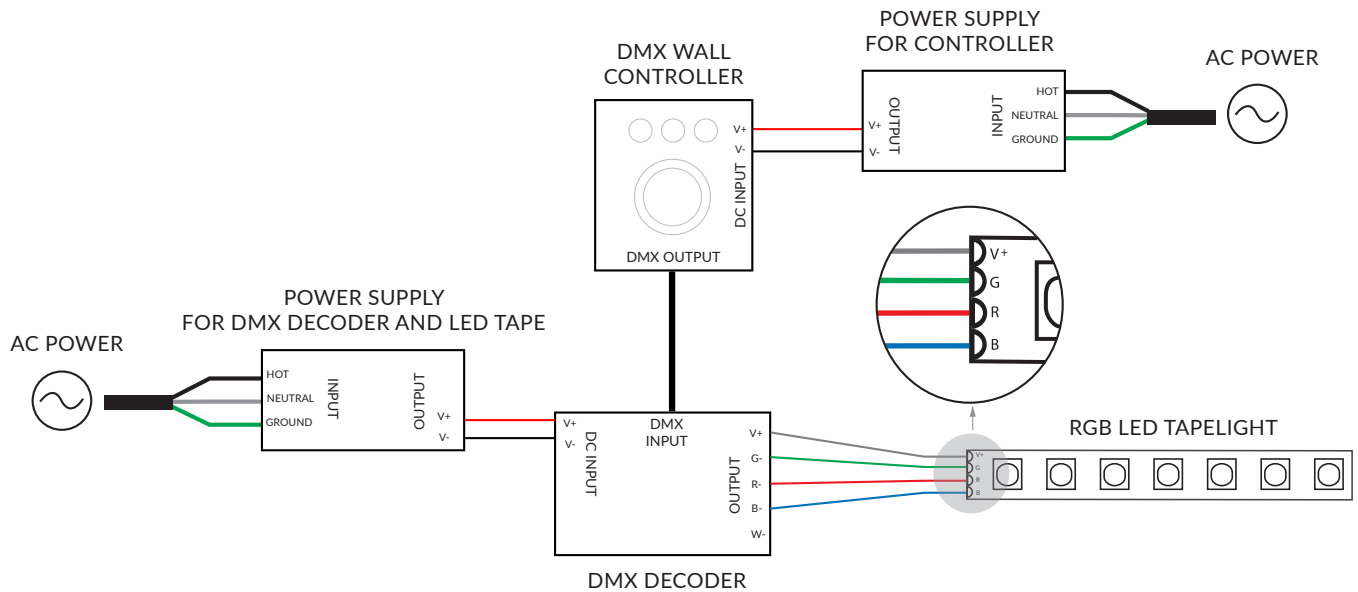 POWER SUPPLY
FOR CONTROLLER
AC POWER
DMX WALL
CONTROLLER
V+
V-
DC INPUT
DMX OUTPUT
V+
V-
OUTPUT
INPUT
HOT
NEUTRAL
GROUND
V+
G
R
B
POWER SUPPLY
FOR DMX DECODER AND LED TAPE
AC POWER
HOT
NEUTRAL
GROUND
INPUT
OUTPUT
V+
V-
V+
V-
DC INPUT
DMX
INPUT
OUTPUT
V+
G-
R-
B-
W-
DMX DECODER
RGB LED TAPELIGHT
V+
G
R
B